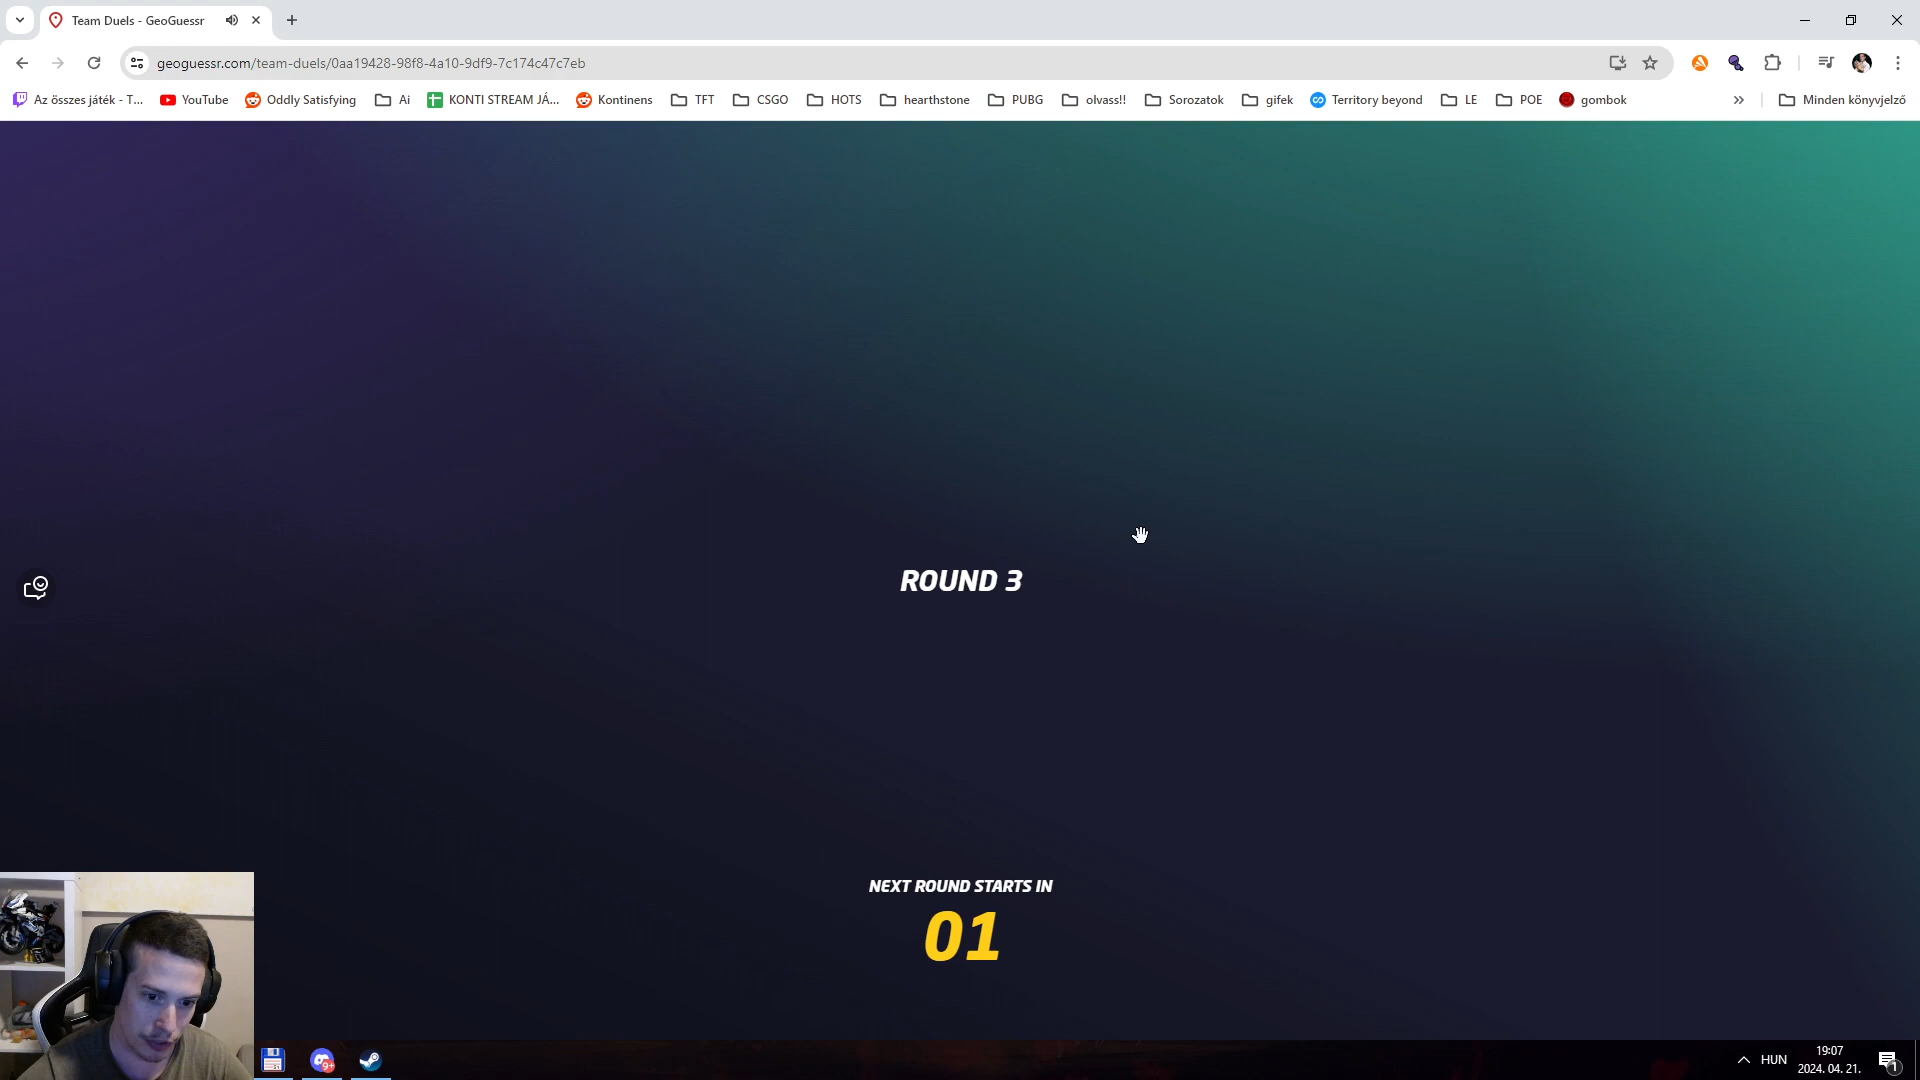 Team Duels - GeoGuessr
geoguessr.com/team-duels/0aa19428-98f8-4a10-9df9-7c174c47c7eb
Az összes játék - T...
YouTube
Oddly Satisfying
Ai
KONTI STREAM JÁ...
Kontinens
TFT
CSGO
HOTS
hearthstone
PUBG
olvass!!
Sorozatok
gifek
Territory beyond
LE
POE
gombok
»
Minden könyvjelző
ROUND 3
NEXT ROUND STARTS IN
01
9+
HUN
19:07
2024. 04. 21.
1